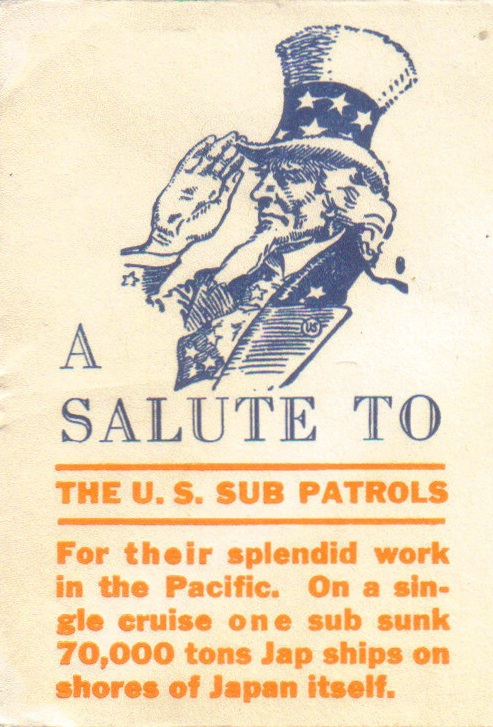 US
A
SALUTE TO
THE U. S. SUB PATROLS
For their splendid work
in the Pacific. On a sin-
gle cruise one sub sunk
70,000 tons Jap ships on
shores of Japan itself.